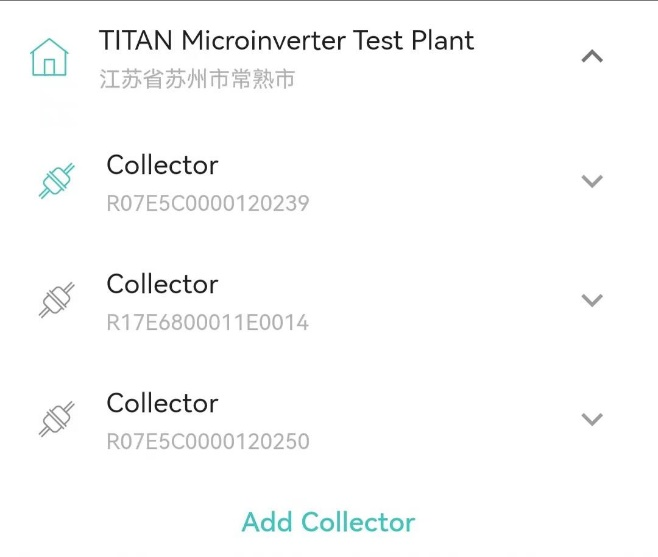 TITAN Microinverter Test Plant
江苏省苏州市常熟市
Collector
R07E5C0000120239
Collector
R17E6800011E0014
Collector
R07E5C0000120250
Add Collector